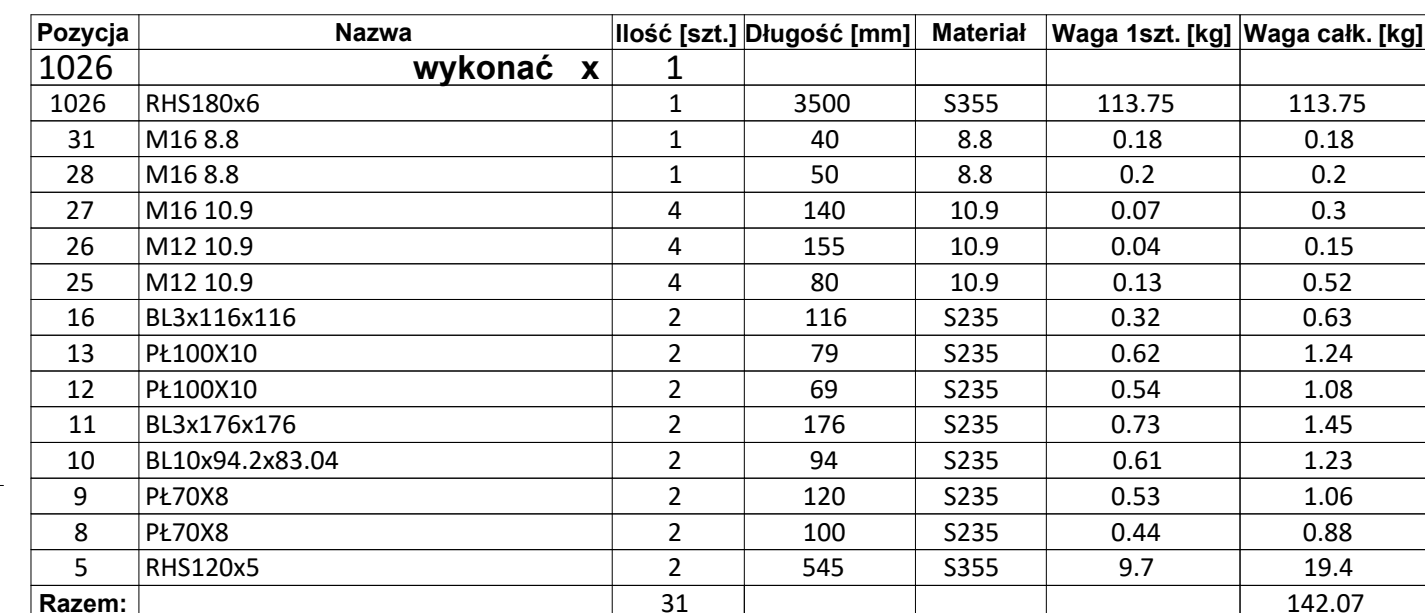 Pozycja Nazwa Ilość [szt.] Długość [mm] Materiał Waga 1szt. [kg] Waga całk. [kg]
1026 wykonać x 1
1026 RHS180x6 1 3500 S355 113.75 113.75
31 M16 8.8 1 40 8.8 0.18 0.18
28 M16 8.8 1 50 8.8 0.2 0.2
27 M16 10.9 4 140 10.9 0.07 0.3
26 M12 10.9 4 155 10.9 0.04 0.15
25 M12 10.9 4 80 10.9 0.13 0.52
16 BL3x116x116 2 116 S235 0.32 0.63
13 PŁ100X10 2 79 S235 0.62 1.24
12 PŁ100X10 2 69 S235 0.54 1.08
11 BL3x176x176 2 176 S235 0.73 1.45
10 BL10x94.2x83.04 2 94 S235 0.61 1.23
9 PŁ70X8 2 120 S235 0.53 1.06
8 PŁ70X8 2 100 S235 0.44 0.88
5 RHS120x5 2 545 S355 9.7 19.4
Razem: 31 142.07